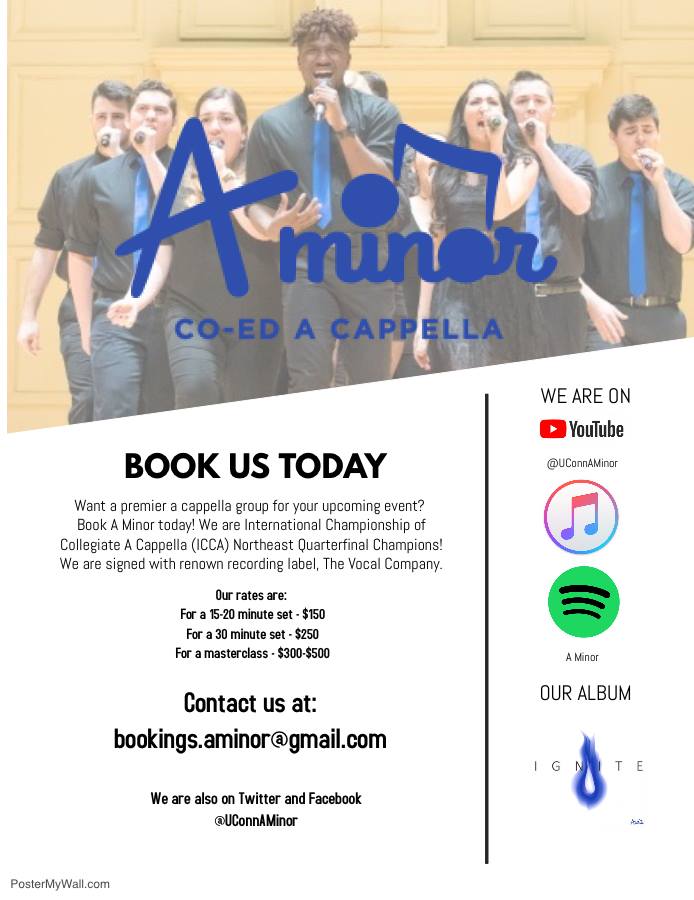 A minor
CO-ED A CAPPELLA
BOOK US TODAY
Want a premier a cappella group for your upcoming event?
Book A Minor today! We are International Championship of
Collegiate A Cappella (ICCA) Northeast Quarterfinal Champions!
We are signed with renown recording label, The Vocal Company.
Our rates are:
For a 15-20 minute set - $150
For a 30 minute set - $250
For a masterclass - $300-$500
Contact us at:
bookings.aminor@gmail.com
We are also on Twitter and Facebook
@UConnAMinor
WE ARE ON
YouTube
@UConnAMinor
A Minor
OUR ALBUM
IGNITE
PosterMyWall.com